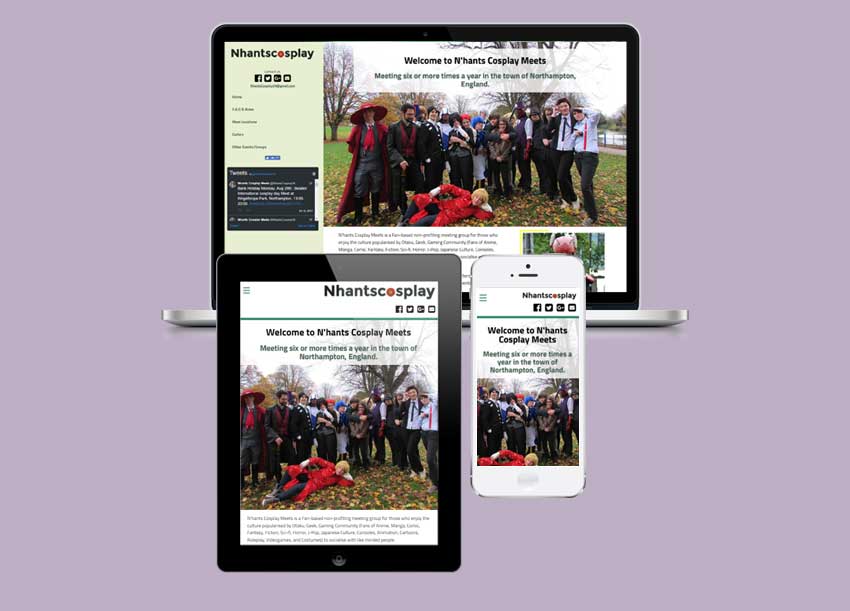 Nhantscosplay
Contact us
Nhantscosplay@gmail.com
Home
F.A.Q & Rules
Meet Locations
Gallery
Other Events/Groups
Tweets
Welcome to N'hants Cosplay Meets
Meeting six or more times a year in the town of Northampton,
England.
N'hants Cosplay Meets is a Fan-based non-profiting meeting group for those who
enjoy the culture popularised by Otaku, Geek, Gaming Community (Fans of Anime,
Manga, Comic, Fantasy, Fiction, Sci-fi, Horror, J-Pop, Japanese Culture, Consoles,
Nhantscosplay
Welcome to N'hants Cosplay Meets
Meeting six or more times a year in the town of
Northampton, England.
N'hants Cosplay Meets is a Fan-based non-profiting meeting group for those who enjoy the
culture popularised by Otaku, Geek, Gaming Community (Fans of Anime, Manga, Comic,
Fantasy, Fiction, Sci-fi, Horror, J-Pop, Japanese Culture, Consoles, Animation, Cartoons,
Roleplay, Videogames, and Costumes) to socialise with like minded people
Nhantscosplay
Welcome to N'hants
Cosplay Meets
Meeting six or more times a
year in the town of
Northampton, England.